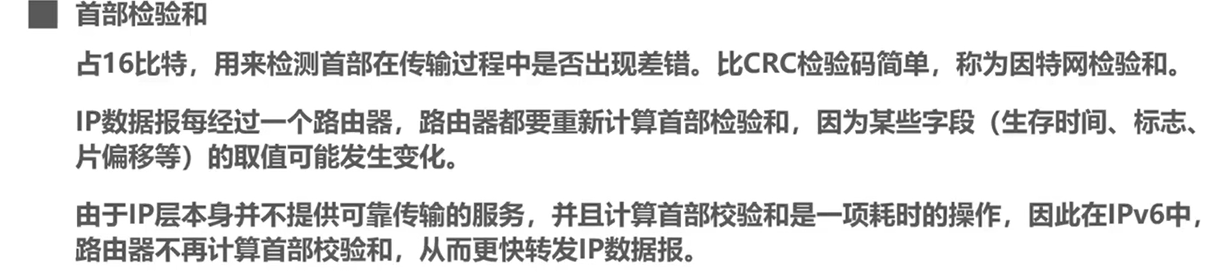 首部检验和
占16比特，用来检测首部在传输过程中是否出现差错。比CRC检验码简单，称为因特网检验和。
IP数据报每经过一个路由器，路由器都要重新计算首部检验和，因为某些字段（生存时间、标志、
片偏移等）的取值可能发生变化。
由于IP层本身并不提供可靠传输的服务，并且计算首部校验和是一项耗时的操作，因此在IPv6中，
路由器不再计算首部校验和，从而更快转发IP数据报。